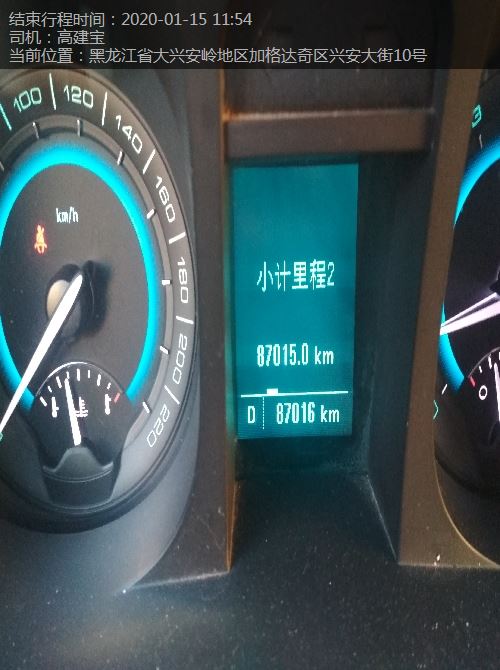 结束行程时间：2020-01-15 11:54
司机：高建宝
当前位置：黑龙江省大兴安岭地区加格达奇区兴安大街10号
100
120
140
160
180
200
220
km/h
小计里程2
87015.0 km
D 87016 km
3
0